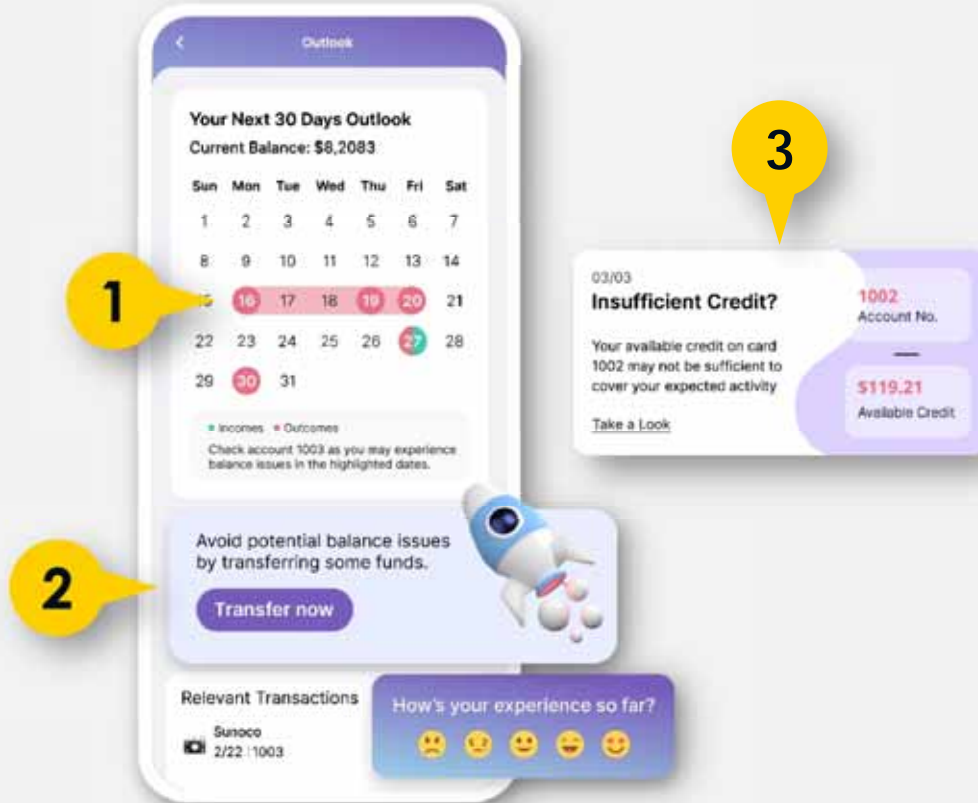 Outlook
Your Next 30 Days Outlook
Current Balance: $8,2083
Sun Mon Tue Wed Thu Fri Sat
1 2 3 4 5 6 7
8 9 10 11 12 13 14
16 17 18 19 20 21
22 23 24 25 26 27 28
29 30 31
Incomes Outcomes
Check account 1003 as you may experience
balance issues in the highlighted dates.
1
Avoid potential balance issues
by transferring some funds.
Transfer now
2
Relevant Transactions
Sunoco
2/22 1003
How's your experience so far?
3
03/03
Insufficient Credit?
Your available credit on card
1002 may not be sufficient to
cover your expected activity
Take a Look
1002
Account No.
$119.21
Available Credit